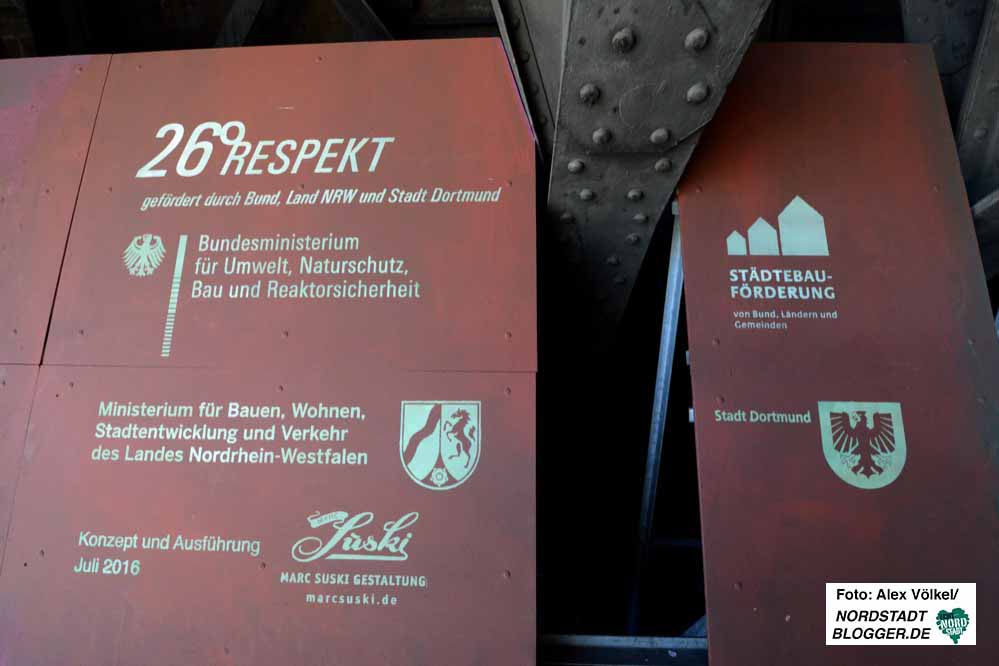 26° RESPEKT
gefördert durch Bund, Land NRW und Stadt Dortmund
Bundesministerium
für Umwelt, Naturschutz,
Bau und Reaktorsicherheit
Ministerium für Bauen, Wohnen,
Stadtentwicklung und Verkehr
des Landes Nordrhein-Westfalen
Konzept und Ausführung
Juli 2016
MARC
Suski
MARC SUSKI GESTALTUNG
marcsuski.de
STÄDTEBAU-
FÖRDERUNG
von Bund, Ländern und
Gemeinden
Stadt Dortmund
Foto: Alex Völkel/
NORDSTADT
BLOGGER.DE
NORD
STADT